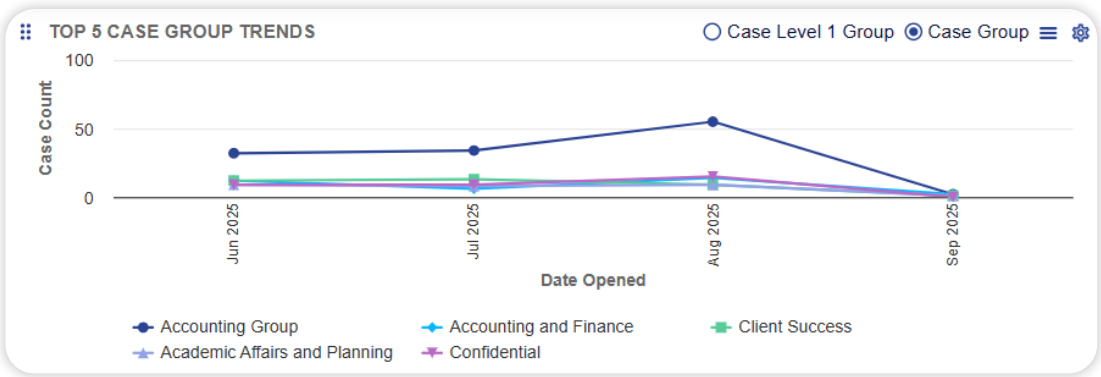 TOP 5 CASE GROUP TRENDS
Case Level 1 Group Case Group
100
50
0
Case Count
Jun 2025
Jul 2025
Aug 2025
Sep 2025
Date Opened
Accounting Group
Accounting and Finance
Client Success
Academic Affairs and Planning
Confidential